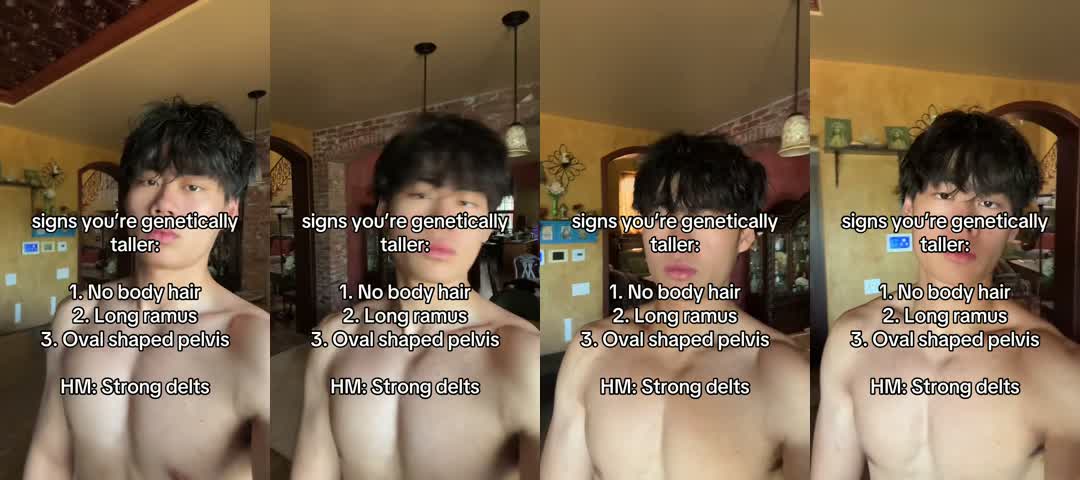 signs you're genetically
taller:
1. No body hair
2. Long ramus
3. Oval shaped pelvis
HM: Strong delts
signs you're genetically
taller:
1. No body hair
2. Long ramus
3. Oval shaped pelvis
HM: Strong delts
signs you're genetically
taller:
1. No body hair
2. Long ramus
3. Oval shaped pelvis
HM: Strong delts
signs you're genetically
taller:
1. No body hair
2. Long ramus
3. Oval shaped pelvis
HM: Strong delts